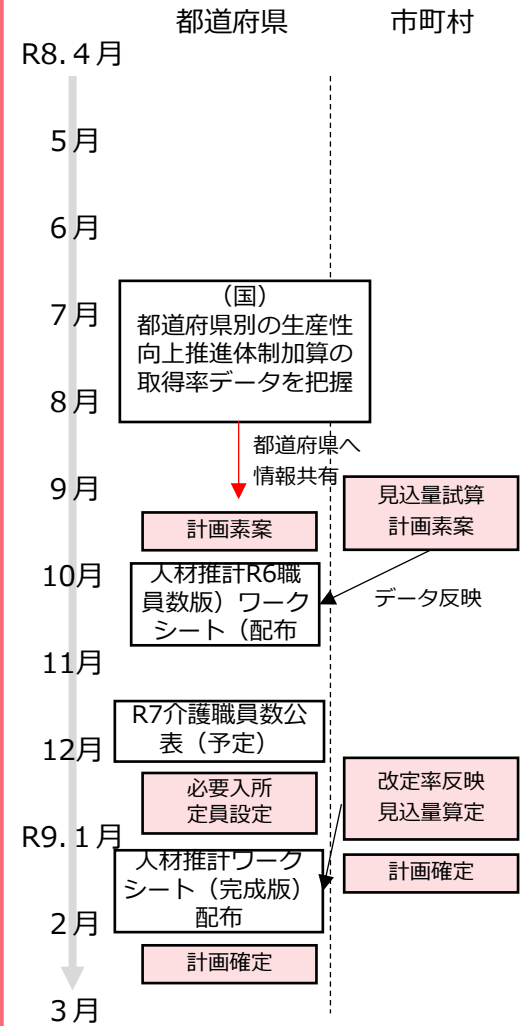 都道府県
市町村
R8.４月
５月
６月
７月
（国）
都道府県別の生産性
向上推進体制加算の
取得率データを把握
８月
都道府県へ
情報共有
９月
見込量試算
計画素案
計画素案
10月
人材推計R6職
員数版）ワーク
シート（配布
データ反映
11月
R7介護職員数公
表（予定）
12月
必要入所
定員設定
改定率反映
見込量算定
R9.１月
人材推計ワーク
シート（完成版）
配布
計画確定
２月
計画確定
３月